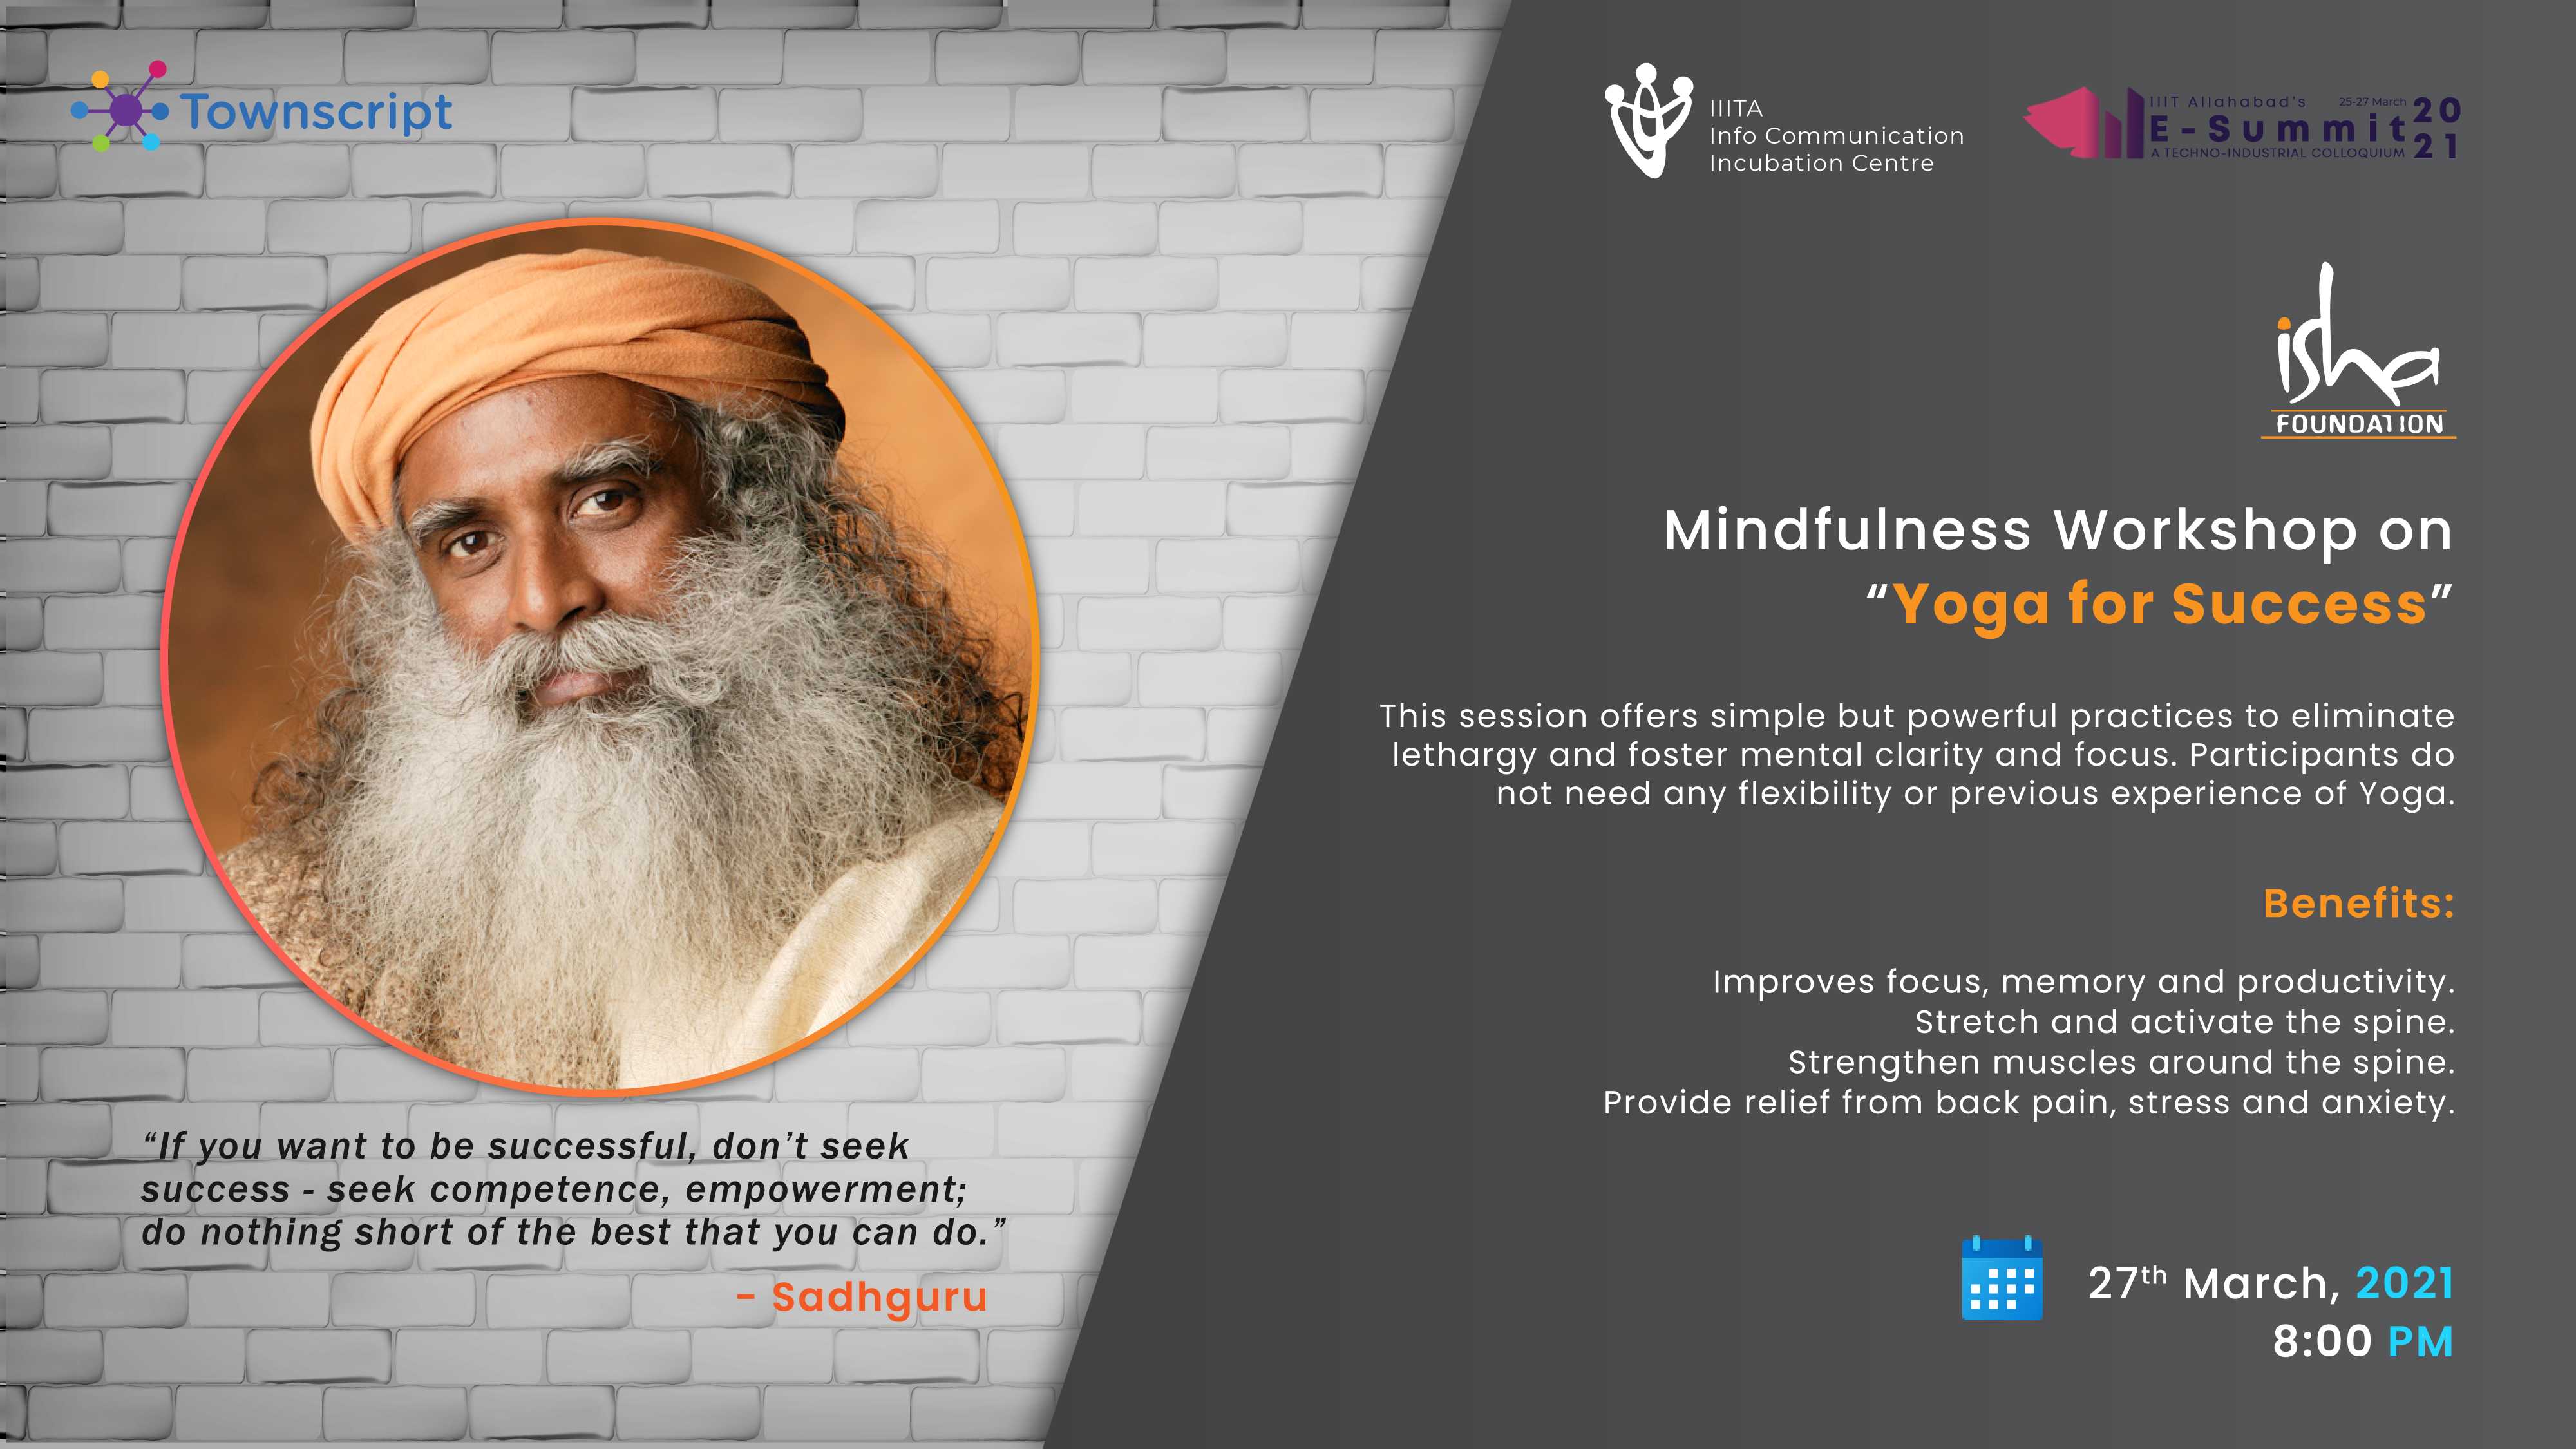 Townscript
IIITA
Info Communication
Incubation Centre
IIIT Allahabad's 25-27 March 2021
E-Summit
A TECHNO-INDUSTRIAL COLLOQUIUM
isha
FOUNDATION
Mindfulness Workshop on
“Yoga for Success”
This session offers simple but powerful practices to eliminate
lethargy and foster mental clarity and focus. Participants do
not need any flexibility or previous experience of Yoga.
Benefits:
Improves focus, memory and productivity.
Stretch and activate the spine.
Strengthen muscles around the spine.
Provide relief from back pain, stress and anxiety.
“If you want to be successful, don’t seek
success - seek competence, empowerment;
do nothing short of the best that you can do.”
- Sadhguru
27th March, 2021
8:00 PM